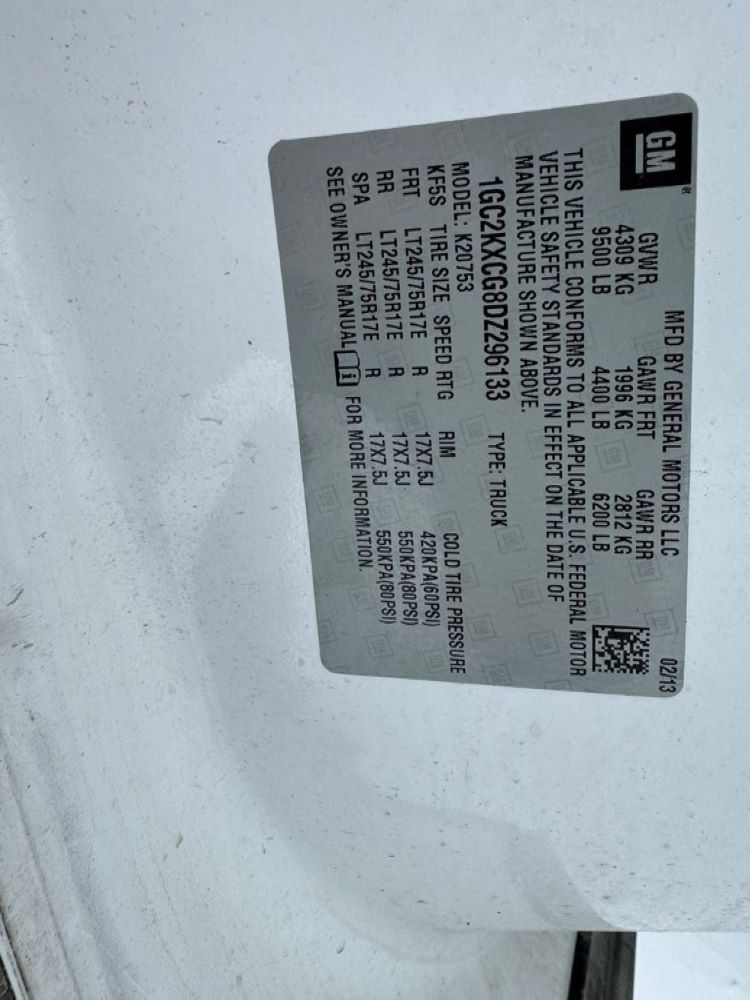 GM®
MFD BY GENERAL MOTORS LLC 02/13
GVWR GAWR FRT GAWR RR
4309 KG 1996 KG 2812 KG
9500 LB 4400 LB 6200 LB
THIS VEHICLE CONFORMS TO ALL APPLICABLE U.S. FEDERAL MOTOR
VEHICLE SAFETY STANDARDS IN EFFECT ON THE DATE OF
MANUFACTURE SHOWN ABOVE.
1GC2KXCG8DZ296133 TYPE: TRUCK
MODEL: K20753
KF5S TIRE SIZE SPEED RTG RIM COLD TIRE PRESSURE
FRT LT245/75R17E R 17X7.5J 420KPA(60PSI)
RR LT245/75R17E R 17X7.5J 550KPA(80PSI)
SPA LT245/75R17E R 17X7.5J 550KPA(80PSI)
SEE OWNER'S MANUAL FOR MORE INFORMATION.